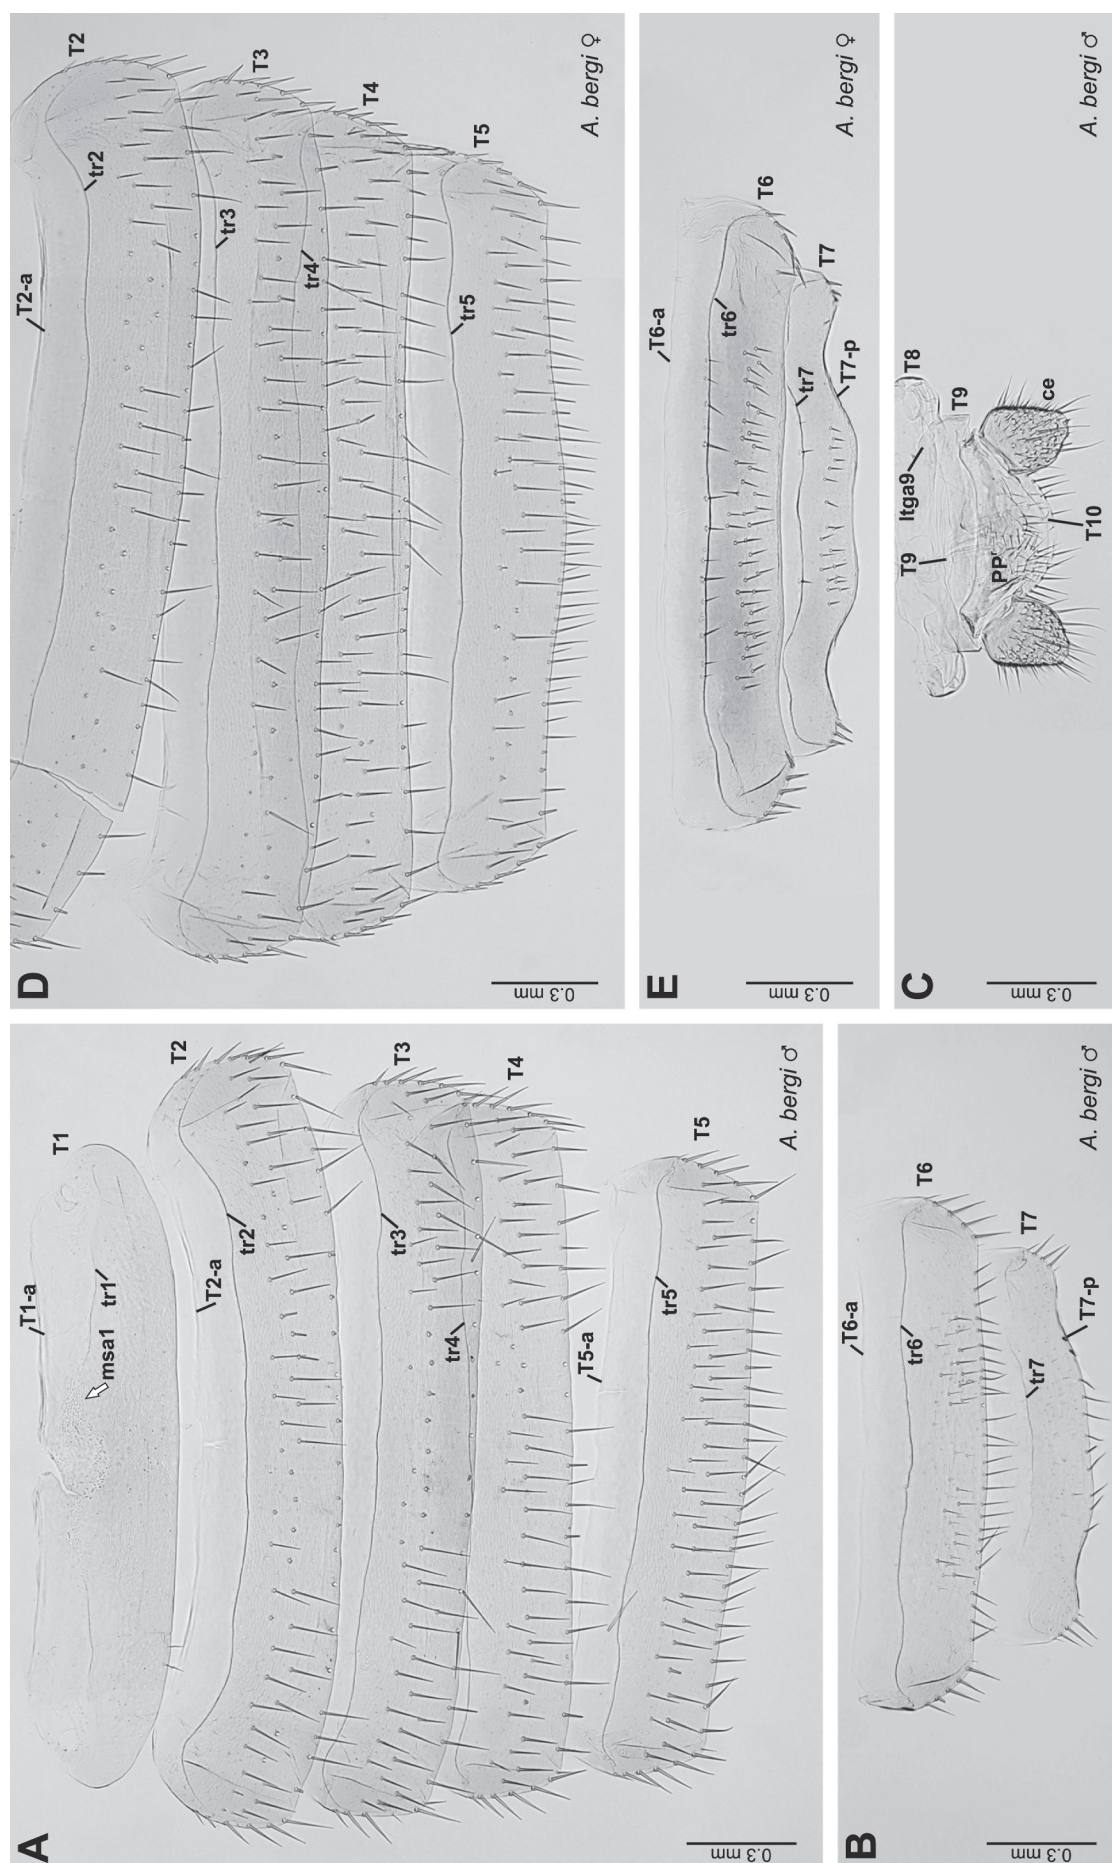 A
T1-a
T1
msa1
tr1
T2
T2-a
tr2
T3
tr3
T4
tr4
T5-a
T5
tr5
0.3 mm
A. bergi ♂
B
T6-a
T6
tr6
T7
tr7
T7-p
0.3 mm
A. bergi ♂
C
T8
ltga9
T9
T9
PP
ce
T10
0.3 mm
A. bergi ♂
D
T2
T2-a
tr2
T3
tr3
T4
tr4
T5
tr5
0.3 mm
A. bergi ♀
E
T6-a
T6
tr6
T7
tr7
T7-p
0.3 mm
A. bergi ♀